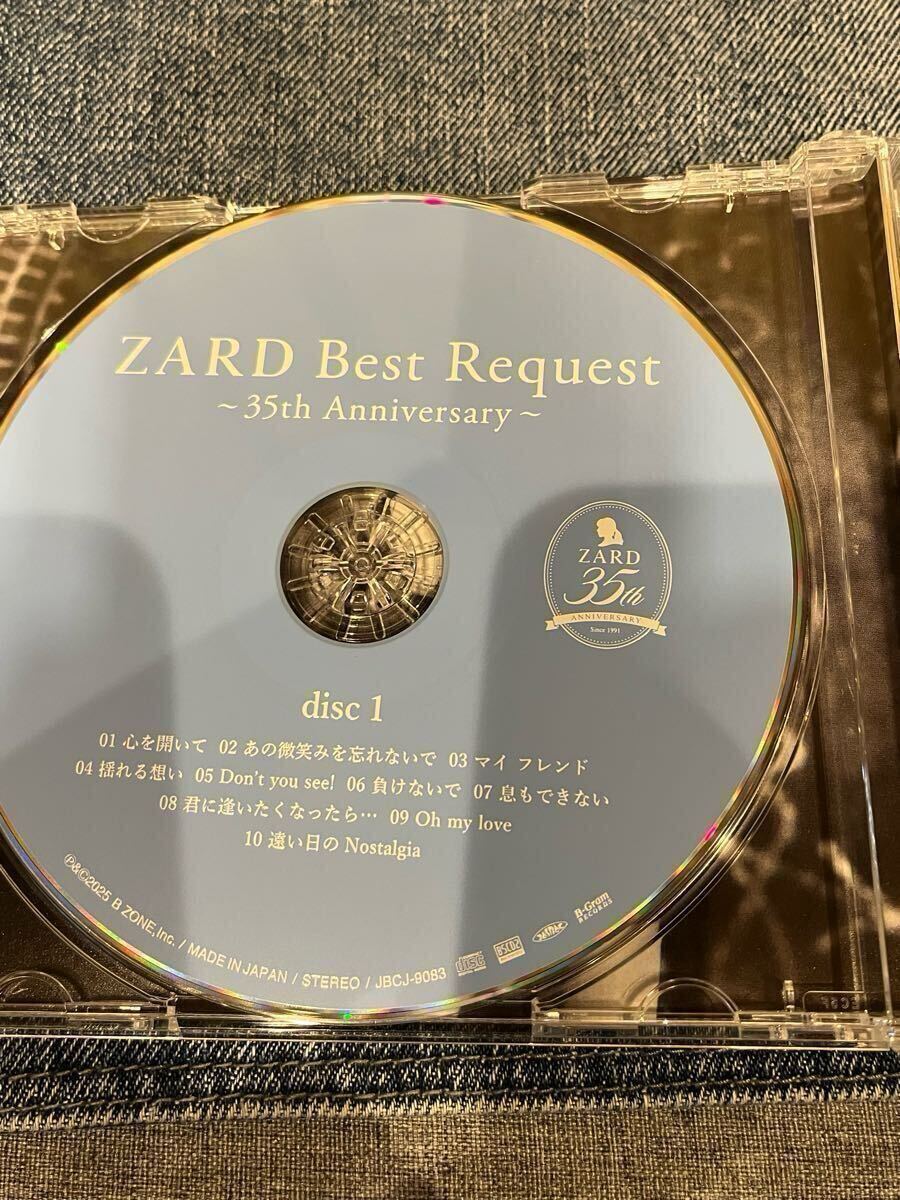 ZARD Best Request
~35th Anniversary~
ZARD
35th
ANNIVERSARY
Since 1991
disc 1
01 心を開いて 02 あの微笑みを忘れないで 03 マイ フレンド
04 揺れる想い 05 Don't you see! 06 負けないで 07 息もできない
08 君に逢いたくなったら… 09 Oh my love
10 遠い日の Nostalgia
Ⓟ&©2025 B ZONE,Inc. / MADE IN JAPAN / STEREO / JBCJ-9083
disc
B-Gram
RECORDS